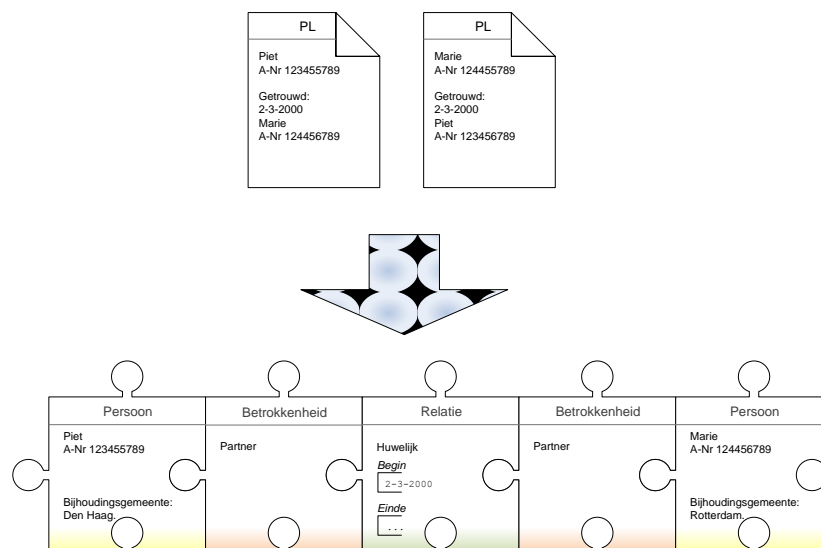 PL
Piet
A-Nr 123455789
Getrouwd:
2-3-2000
Marie
A-Nr 124456789
PL
Marie
A-Nr 124455789
Getrouwd:
2-3-2000
Piet
A-Nr 123456789
Persoon
Piet
A-Nr 123455789
Bijhoudingsgemeente:
Den Haag.
Betrokkenheid
Partner
Relatie
Huwelijk
Begin
2-3-2000
Einde
...
Betrokkenheid
Partner
Persoon
Marie
A-Nr 124456789
Bijhoudingsgemeente:
Rotterdam.